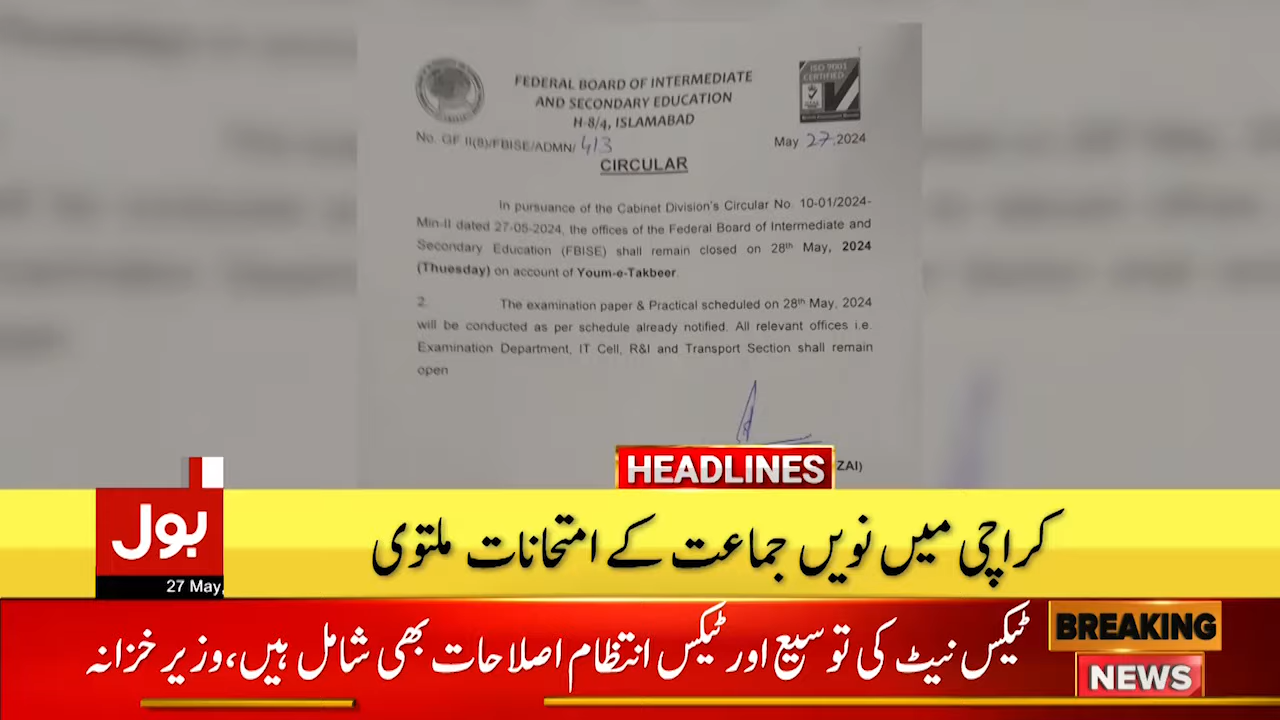 FEDERAL BOARD OF INTERMEDIATE
AND SECONDARY EDUCATION
H-8/4, ISLAMABAD
ISO 9001
CERTIFIED
No. GF II(B)/FBISE/ADMN/ 413
May 27, 2024
CIRCULAR
In pursuance of the Cabinet Division's Circular No. 10-01/2024-
Min-II dated 27-05-2024, the offices of the Federal Board of Intermediate and
Secondary Education (FBISE) shall remain closed on 28th May, 2024
(Thuesday) on account of Youm-e-Takbeer.
2. The examination paper & Practical scheduled on 28th May, 2024
will be conducted as per schedule already notified. All relevant offices i.e.
Examination Department, IT Cell, R&I and Transport Section shall remain
open
ZAI)
HEADLINES
بول
27 May,
کراچی میں نویں جماعت کے امتحانات ملتوی
BREAKING
NEWS
ٹیکس نیٹ کی توسیع اور ٹیکس انتظام اصلاحات بھی شامل ہیں، وزیر خزانہ